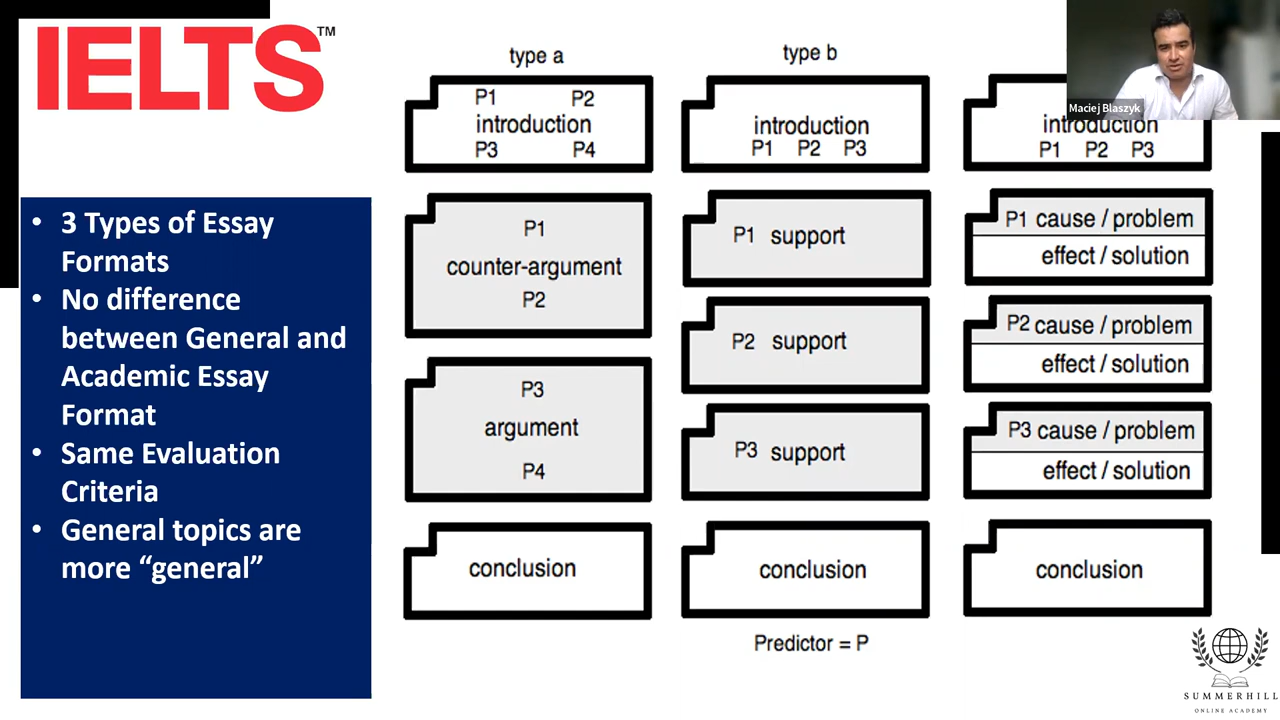 IELTS™
• 3 Types of Essay
Formats
• No difference
between General and
Academic Essay
Format
• Same Evaluation
Criteria
• General topics are
more “general”
type a
P1 P2
introduction
P3 P4
P1
counter-argument
P2
P3
argument
P4
conclusion
type b
introduction
P1 P2 P3
P1 support
P2 support
P3 support
conclusion
Predictor = P
introduction
P1 P2 P3
P1 cause / problem
effect / solution
P2 cause / problem
effect / solution
P3 cause / problem
effect / solution
conclusion
Maciej Blaszyk
SUMMERHILL
ONLINE ACADEMY